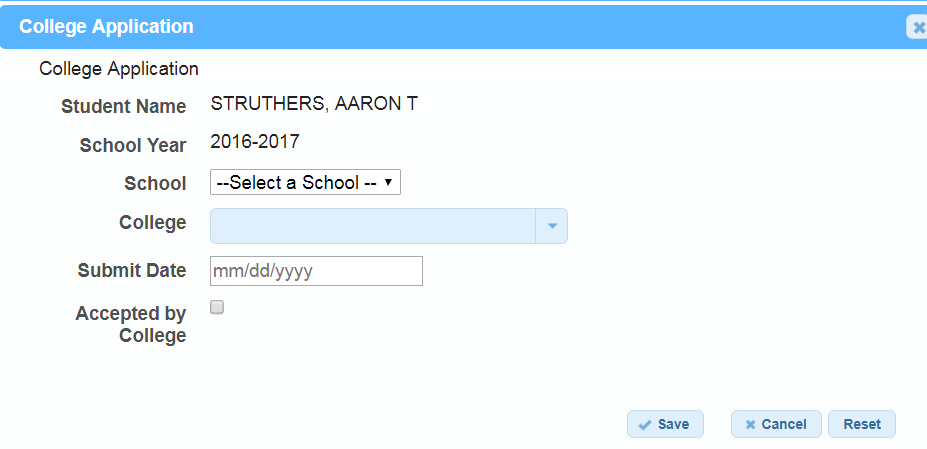 College Application
College Application
Student Name STRUTHERS, AARON T
School Year 2016-2017
School --Select a School --
College
Submit Date mm/dd/yyyy
Accepted by
College
Save Cancel Reset